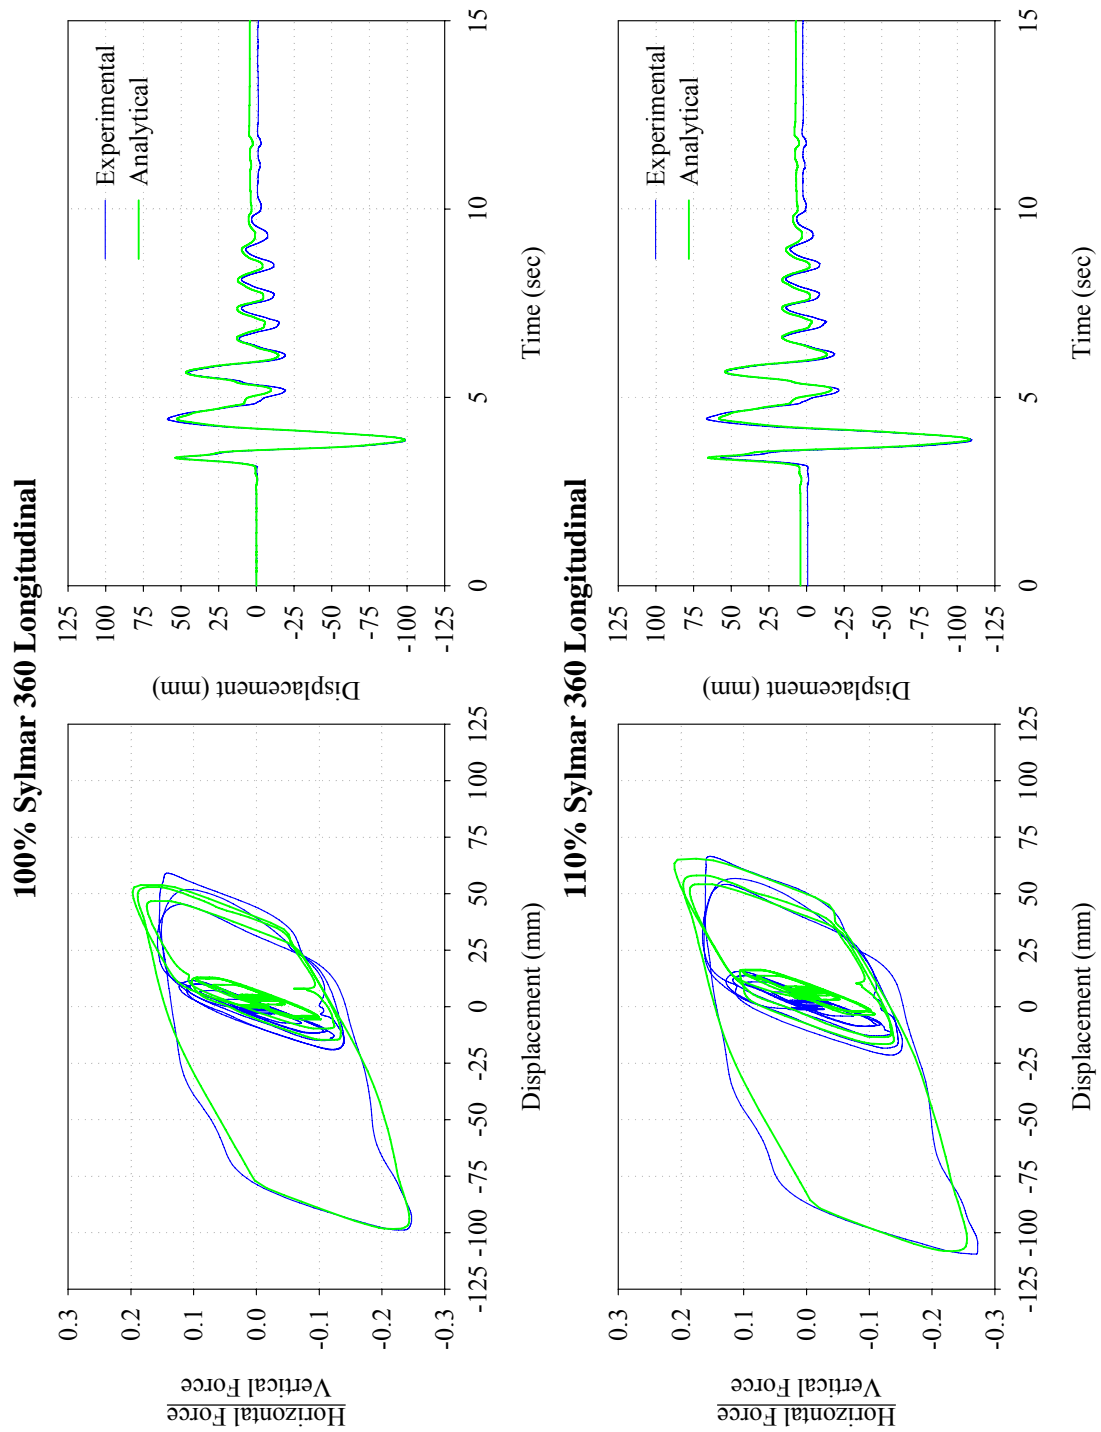 100% Sylmar 360 Longitudinal
Horizontal Force
Vertical Force
0.3
0.2
0.1
0.0
-0.1
-0.2
-0.3
-125 -100 -75 -50 -25 0 25 50 75 100 125
Displacement (mm)
Displacement (mm)
125
100
75
50
25
0
-25
-50
-75
-100
-125
0 5 10 15
Time (sec)
Experimental
Analytical
110% Sylmar 360 Longitudinal
Horizontal Force
Vertical Force
0.3
0.2
0.1
0.0
-0.1
-0.2
-0.3
-125 -100 -75 -50 -25 0 25 50 75 100 125
Displacement (mm)
Displacement (mm)
125
100
75
50
25
0
-25
-50
-75
-100
-125
0 5 10 15
Time (sec)
Experimental
Analytical